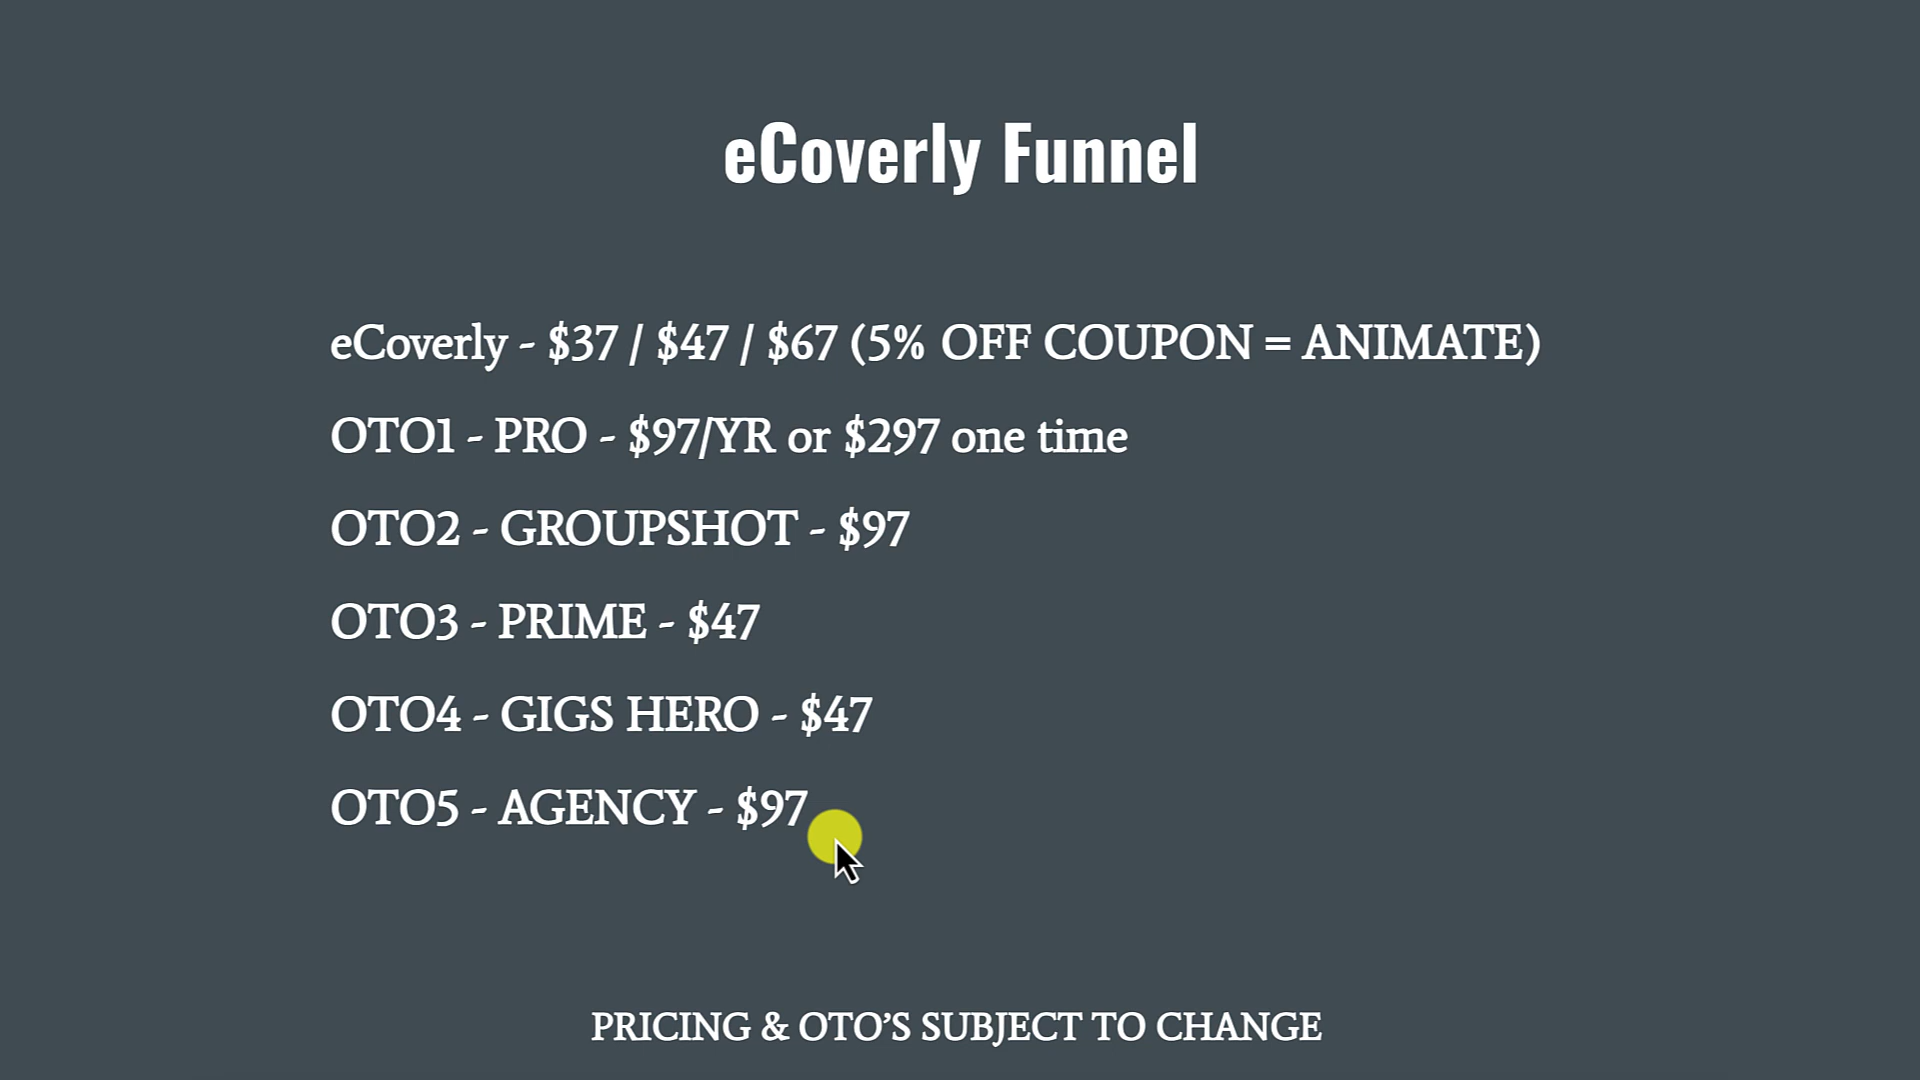 eCoverly Funnel
eCoverly - $37 / $47 / $67 (5% OFF COUPON = ANIMATE)
OTO1 - PRO - $97/YR or $297 one time
OTO2 - GROUPSHOT - $97
OTO3 - PRIME - $47
OTO4 - GIGS HERO - $47
OTO5 - AGENCY - $97
PRICING & OTO’S SUBJECT TO CHANGE